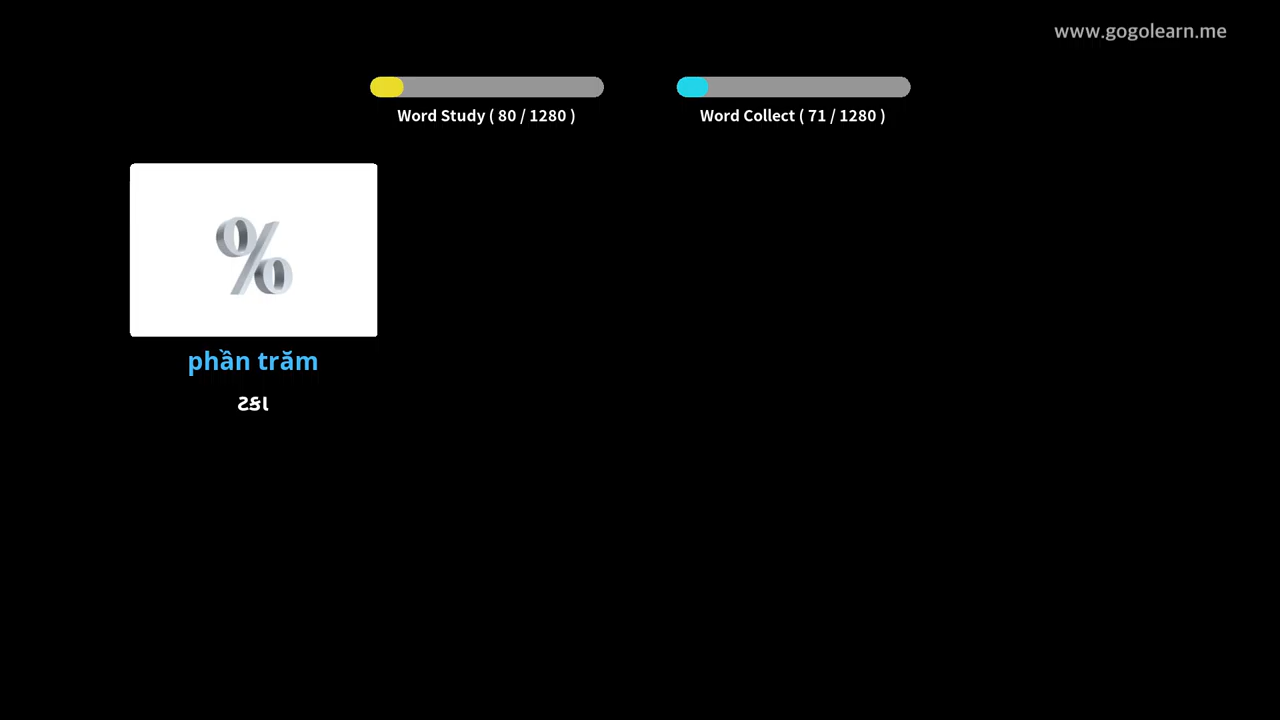 www.gogolearn.me
Word Study ( 80 / 1280 )
Word Collect ( 71 / 1280 )
%
phần trăm
ટકા